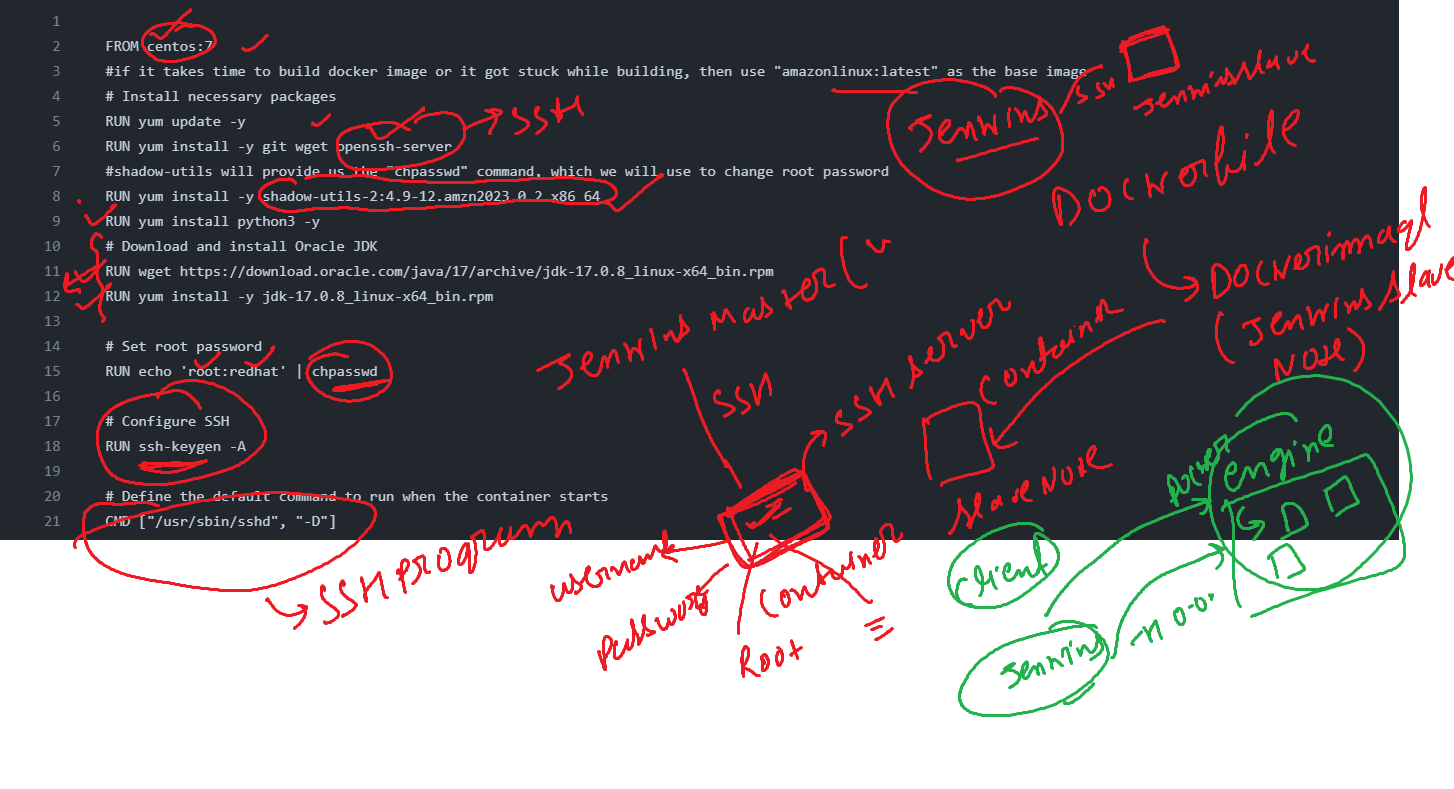 1
2 FROM centos:7
3 #if it takes time to build docker image or it got stuck while building, then use "amazonlinux:latest" as the base image
4 # Install necessary packages
5 RUN yum update -y
6 RUN yum install -y git wget openssh-server
7 #shadow-utils will provide us the "chpasswd" command, which we will use to change root password
8 RUN yum install -y shadow-utils-2:4.9-12.amzn2023.0.2.x86_64
9 RUN yum install python3 -y
10 # Download and install Oracle JDK
11 RUN wget https://download.oracle.com/java/17/archive/jdk-17.0.8_linux-x64_bin.rpm
12 RUN yum install -y jdk-17.0.8_linux-x64_bin.rpm
13
14 # Set root password
15 RUN echo 'root:redhat' | chpasswd
16
17 # Configure SSH
18 RUN ssh-keygen -A
19
20 # Define the default command to run when the container starts
21 CMD ["/usr/sbin/sshd", "-D"]
SSH
Jenkins
SSH
Jenkins slave
Dockerfile
Dockerimage
(Jenkins slave
Node)
Jenkins Master (
SSH
SSH server
Container
slave Node
SSH program
username
password
Root
Container
client
Jenkins
Docker
engine
-H 0.0.